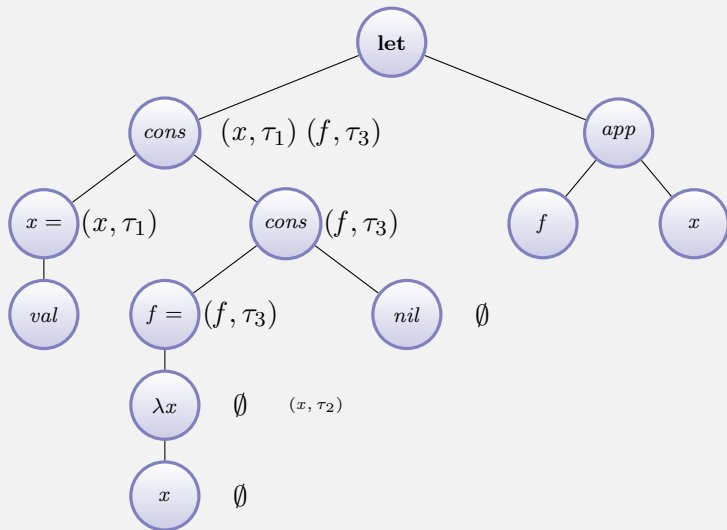 let
cons (x, τ₁) (f, τ₃) app
x = (x, τ₁) cons (f, τ₃) f x
val f = (f, τ₃) nil ∅
λx ∅ (x, τ₂)
x ∅